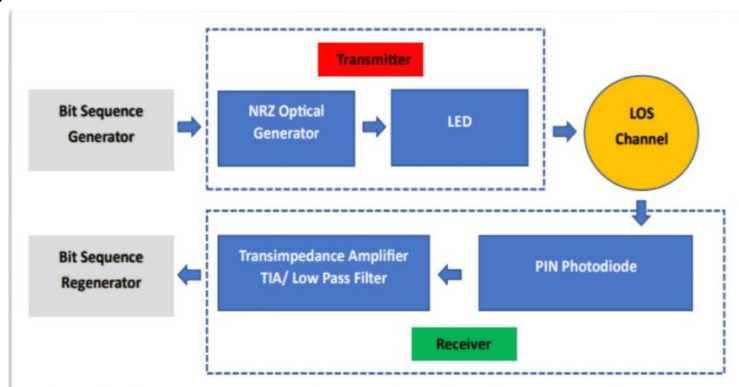 Transmitter
Bit Sequence
Generator
NRZ Optical
Generator
LED
LOS
Channel
Bit Sequence
Regenerator
Transimpedance Amplifier
TIA/ Low Pass Filter
PIN Photodiode
Receiver